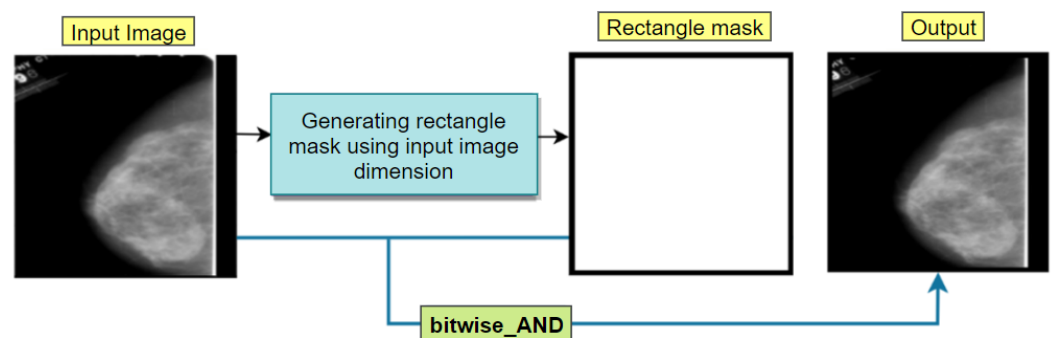 Input Image
Rectangle mask
Output
Generating rectangle
mask using input image
dimension
bitwise_AND